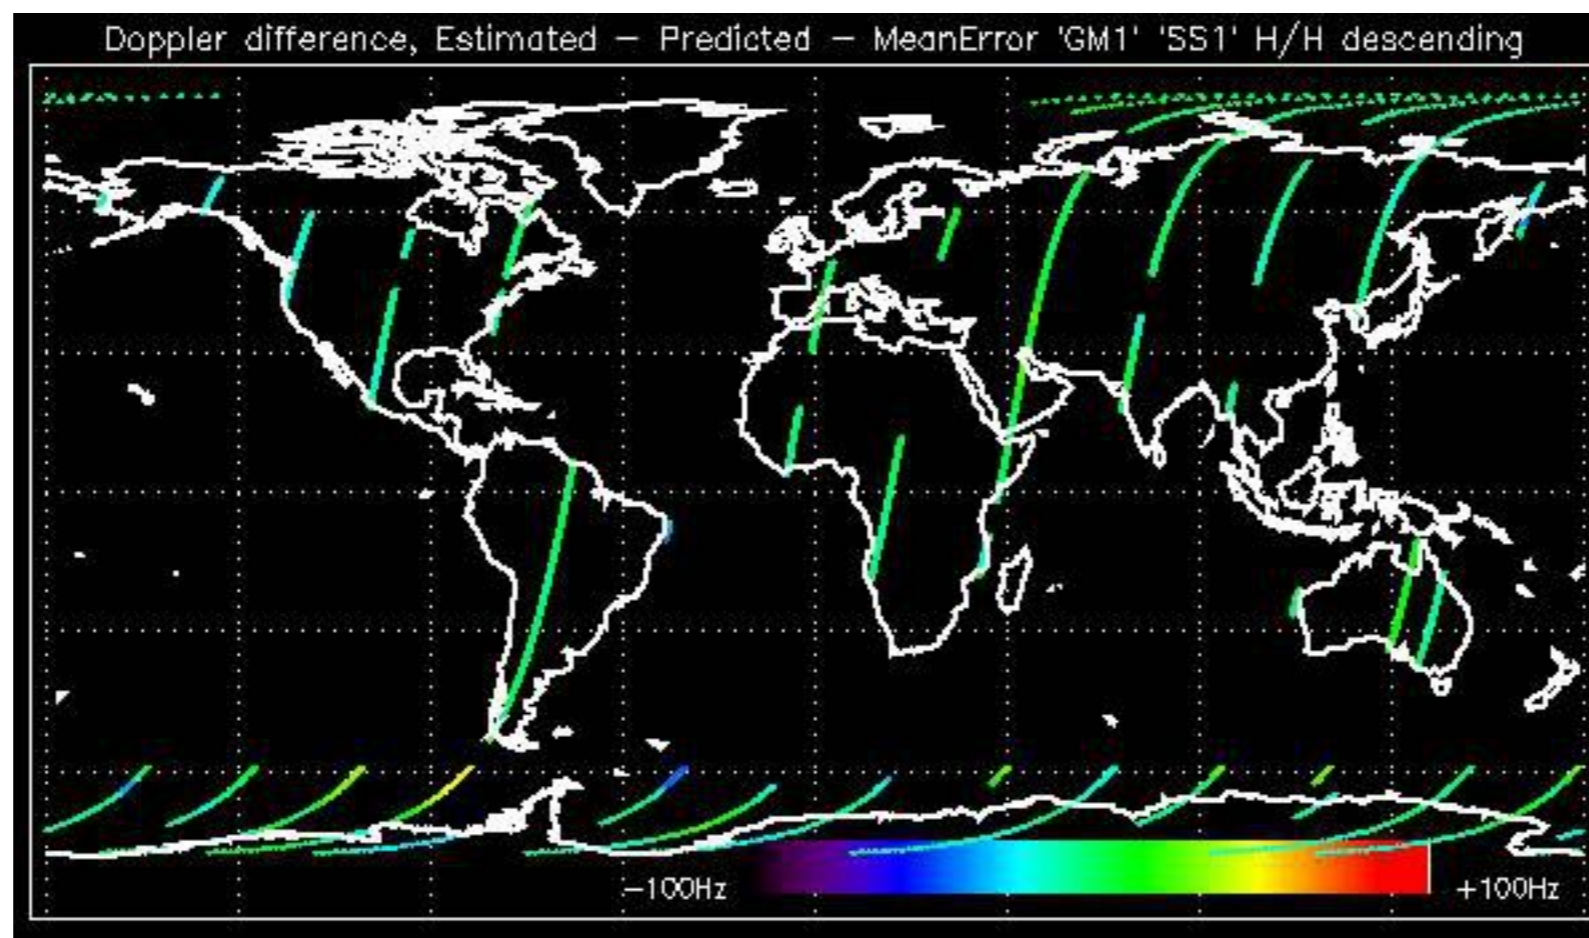 Doppler difference, Estimated — Predicted — MeanError 'GM1' 'SS1' H/H descending
−100Hz
+100Hz